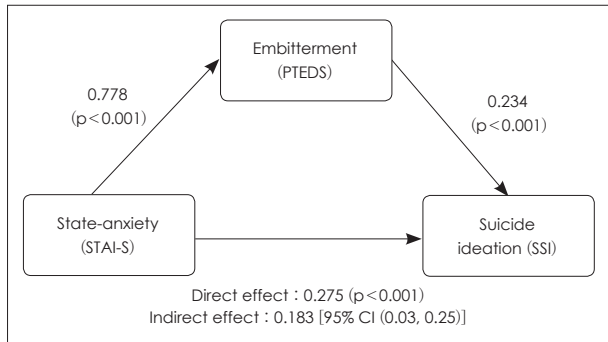 Embitterment
(PTEDS)
0.778
(p<0.001)
0.234
(p<0.001)
State-anxiety
(STAI-S)
Suicide
ideation (SSI)
Direct effect : 0.275 (p<0.001)
Indirect effect : 0.183 [95% CI (0.03, 0.25)]